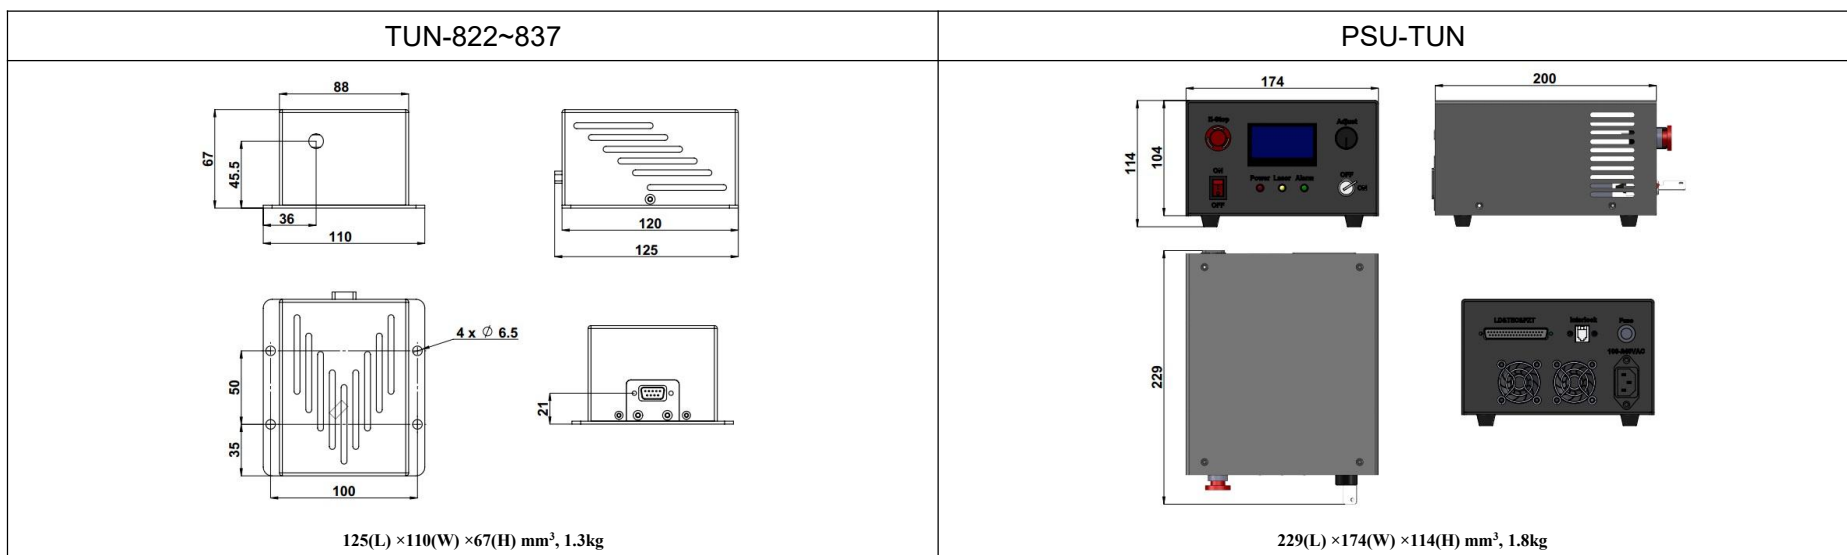 TUN-822~837
PSU-TUN
88
67
45.5
36
110
120
125
4 x ∅ 6.5
50
35
100
21
125(L) ×110(W) ×67(H) mm³, 1.3kg
174
200
114
104
E-Stop
Adjust
ON
OFF
Power Laser Alarm
OFF
ON
229
Interlock
Fuse
229(L) ×174(W) ×114(H) mm³, 1.8kg